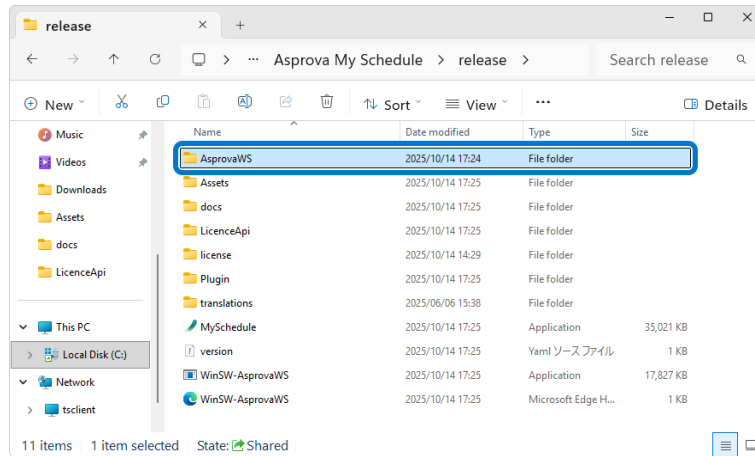 release
Asprova My Schedule > release > Search release
New Sort View ... Details
Name Date modified Type Size
Music
Videos
Downloads
Assets
docs
LicenceApi
This PC
Local Disk (C:)
Network
tsclient
AsprovaWS 2025/10/14 17:24 File folder
Assets 2025/10/14 17:25 File folder
docs 2025/10/14 17:25 File folder
LicenceApi 2025/10/14 17:25 File folder
license 2025/10/14 14:29 File folder
Plugin 2025/10/14 17:25 File folder
translations 2025/06/06 15:38 File folder
MySchedule 2025/10/14 17:25 Application 35,021 KB
version 2025/10/14 17:25 Yaml ソース ファイル 1 KB
WinSW-AsprovaWS 2025/10/14 17:25 Application 17,827 KB
WinSW-AsprovaWS 2025/10/14 17:25 Microsoft Edge H... 1 KB
11 items 1 item selected State: Shared